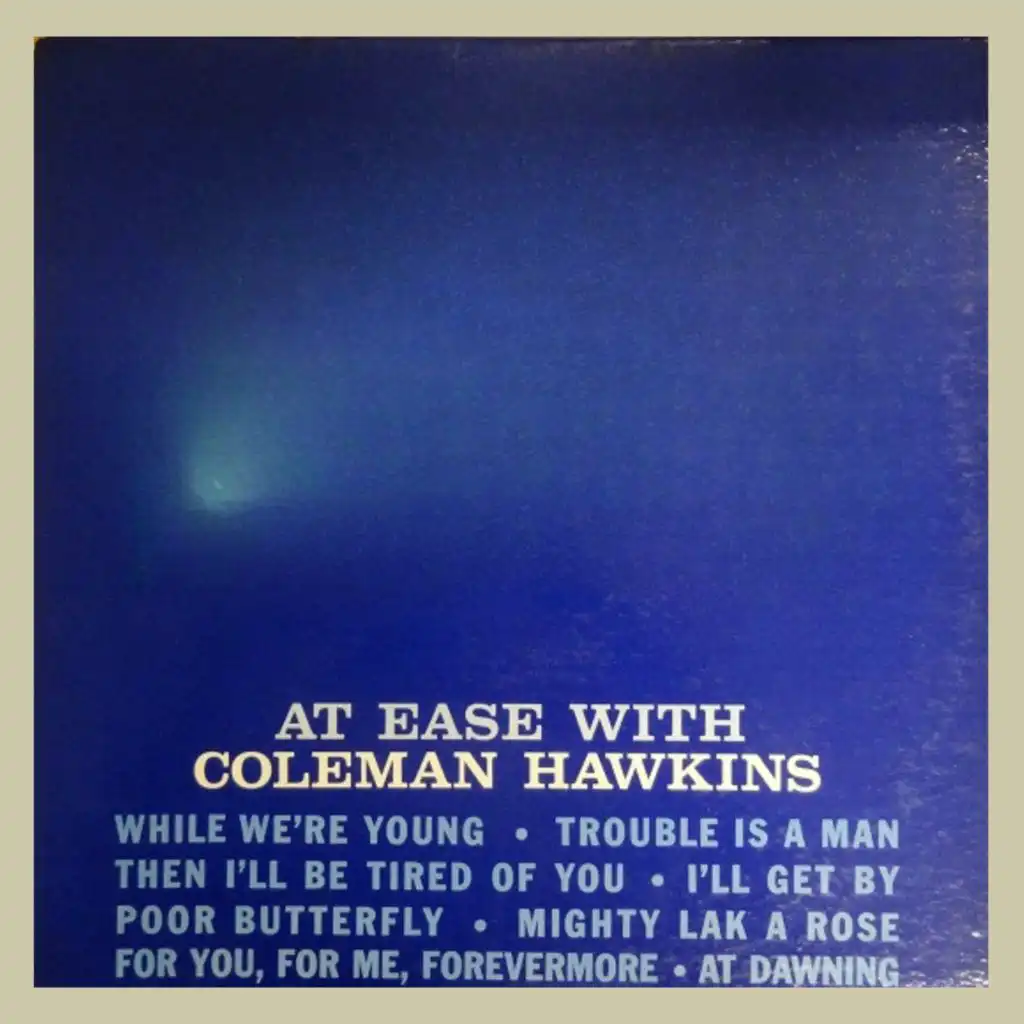 AT EASE WITH
COLEMAN HAWKINS
WHILE WE'RE YOUNG • TROUBLE IS A MAN
THEN I'LL BE TIRED OF YOU • I'LL GET BY
POOR BUTTERFLY • MIGHTY LAK A ROSE
FOR YOU, FOR ME, FOREVERMORE • AT DAWNING